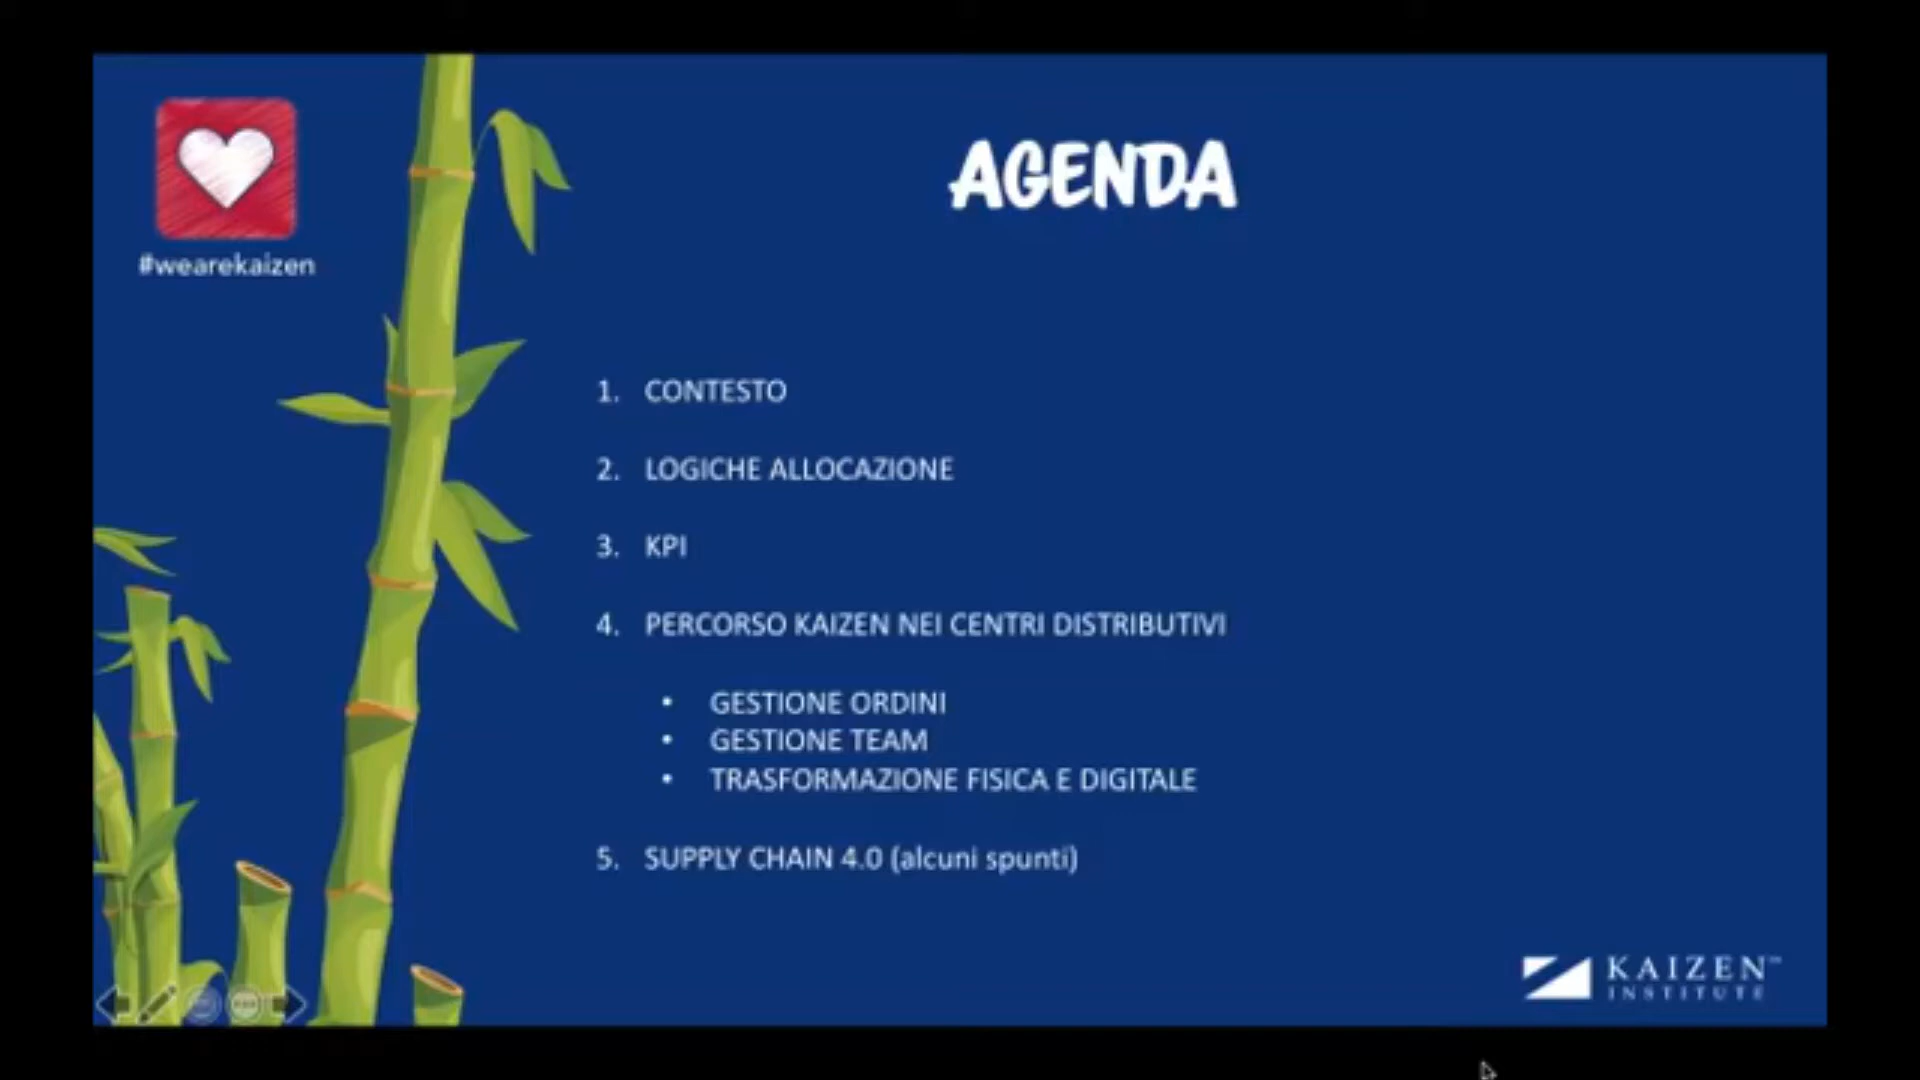 #wearekaizen
AGENDA
1. CONTESTO
2. LOGICHE ALLOCAZIONE
3. KPI
4. PERCORSO KAIZEN NEI CENTRI DISTRIBUTIVI
• GESTIONE ORDINI
• GESTIONE TEAM
• TRASFORMAZIONE FISICA E DIGITALE
5. SUPPLY CHAIN 4.0 (alcuni spunti)
KAIZEN™
INSTITUTE